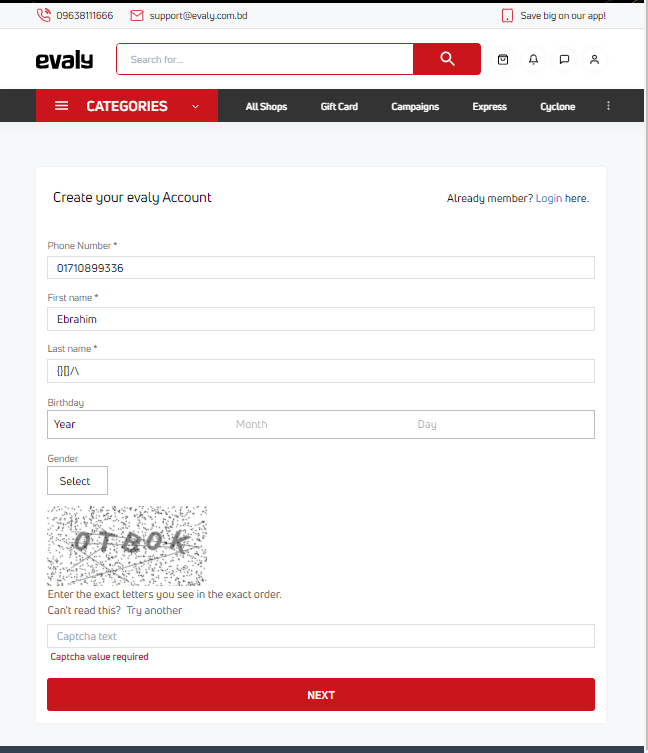 09638111666 support@evaly.com.bd Save big on our app!
evaly Search for...
CATEGORIES All Shops Gift Card Campaigns Express Cyclone
Create your evaly Account Already member? Login here.
Phone Number *
01710899336
First name *
Ebrahim
Last name *
{}[]/\
Birthday
Year Month Day
Gender
Select
OTBOK
Enter the exact letters you see in the exact order.
Can't read this? Try another
Captcha text
Captcha value required
NEXT